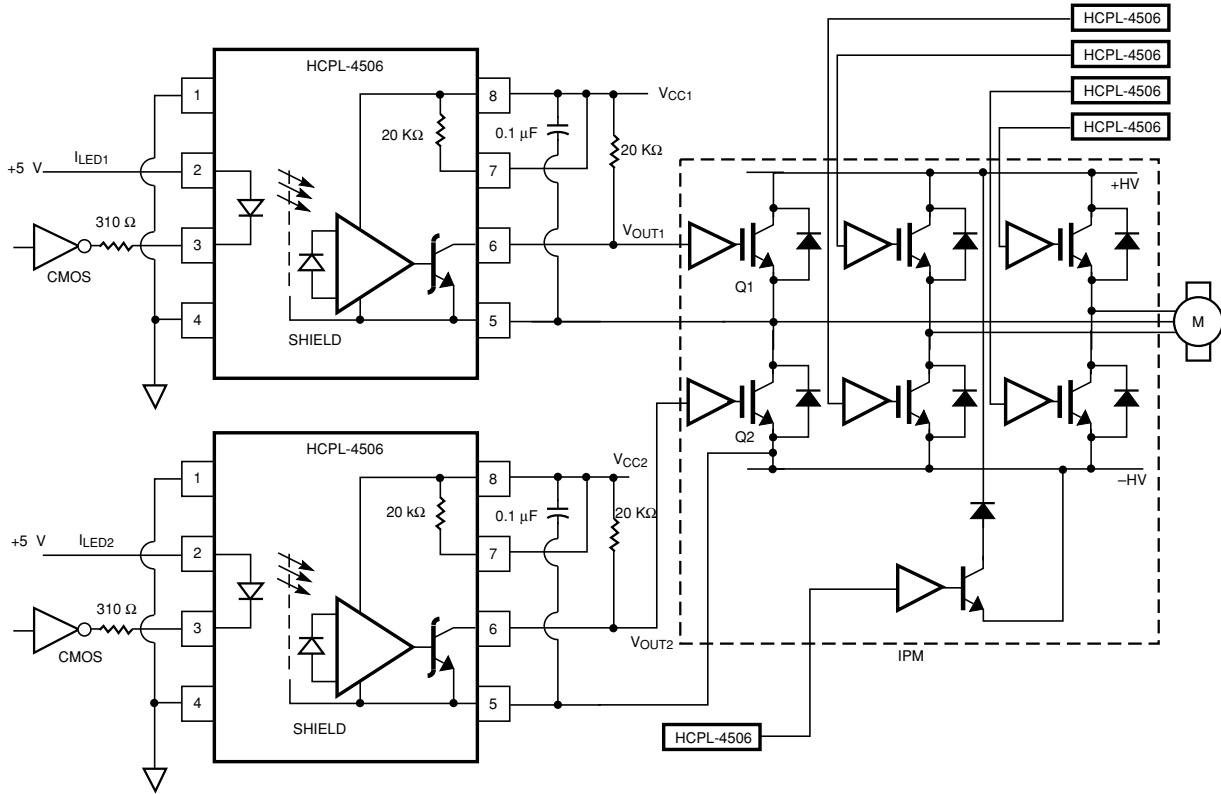 HCPL-4506
HCPL-4506
HCPL-4506
HCPL-4506
HCPL-4506
1
8
VCC1
20 KΩ
0.1 µF
20 KΩ
7
+5 V
ILED1
2
310 Ω
3
CMOS
6
VOUT1
+HV
Q1
4
SHIELD
5
M
HCPL-4506
Q2
1
8
VCC2
–HV
20 kΩ
0.1 µF
20 KΩ
7
+5 V
ILED2
2
310 Ω
3
CMOS
6
VOUT2
IPM
4
SHIELD
5
HCPL-4506